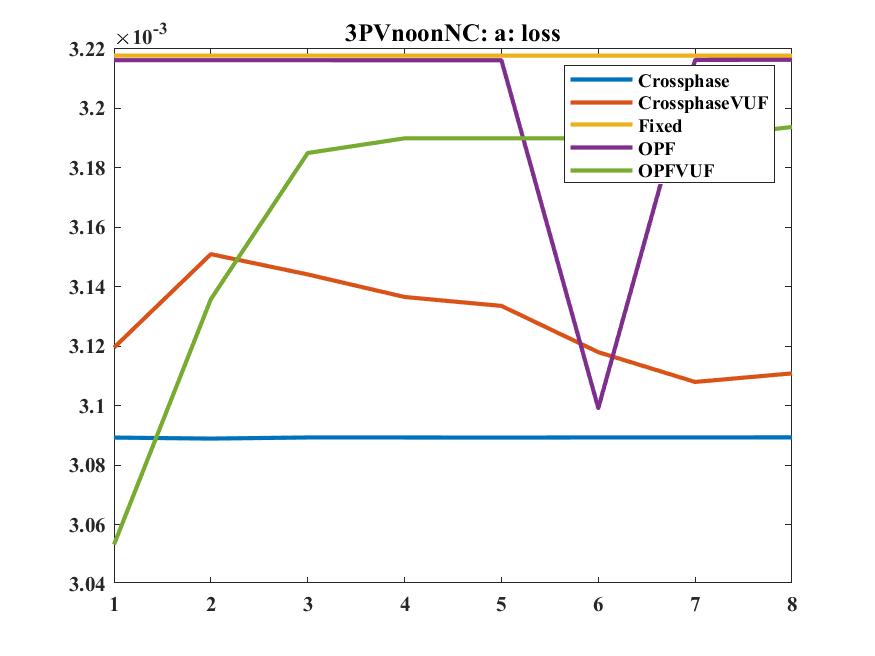 3PVnoonNC: a: loss
×10⁻³
3.22
3.2
3.18
3.16
3.14
3.12
3.1
3.08
3.06
3.04
1 2 3 4 5 6 7 8
Crossphase
CrossphaseVUF
Fixed
OPF
OPFVUF